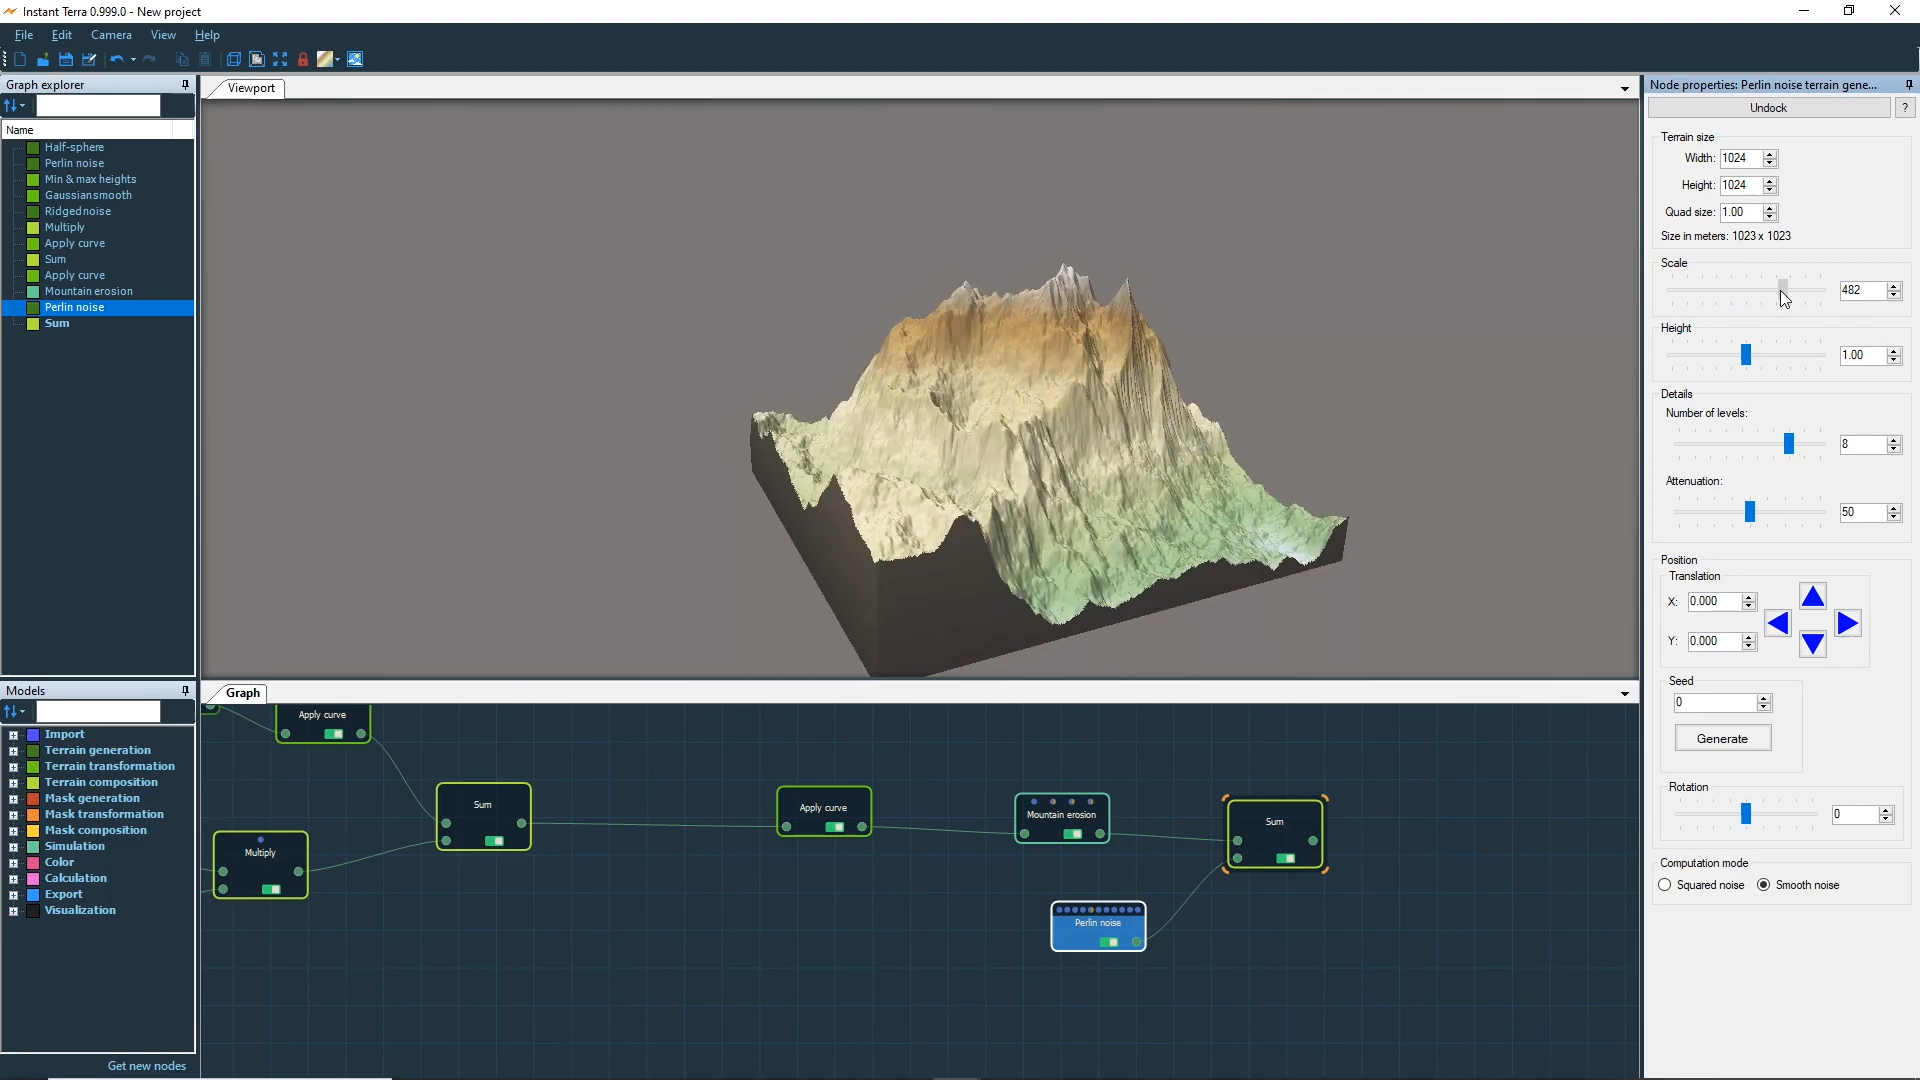 Instant Terra 0.999.0 - New project
File Edit Camera View Help
Graph explorer
Name
Half-sphere
Perlin noise
Min & max heights
Gaussian smooth
Ridged noise
Multiply
Apply curve
Sum
Apply curve
Mountain erosion
Perlin noise
Sum
Models
Import
Terrain generation
Terrain transformation
Terrain composition
Mask generation
Mask transformation
Mask composition
Simulation
Color
Calculation
Export
Visualization
Get new nodes
Viewport
Graph
Apply curve
Sum
Multiply
Apply curve
Mountain erosion
Sum
Perlin noise
Node properties: Perlin noise terrain gene...
Undock ?
Terrain size
Width: 1024
Height: 1024
Quad size: 1.00
Size in meters: 1023 x 1023
Scale
482
Height
1.00
Details
Number of levels:
8
Attenuation:
50
Position
Translation
X: 0.000
Y: 0.000
Seed
0
Generate
Rotation
0
Computation mode
Squared noise Smooth noise